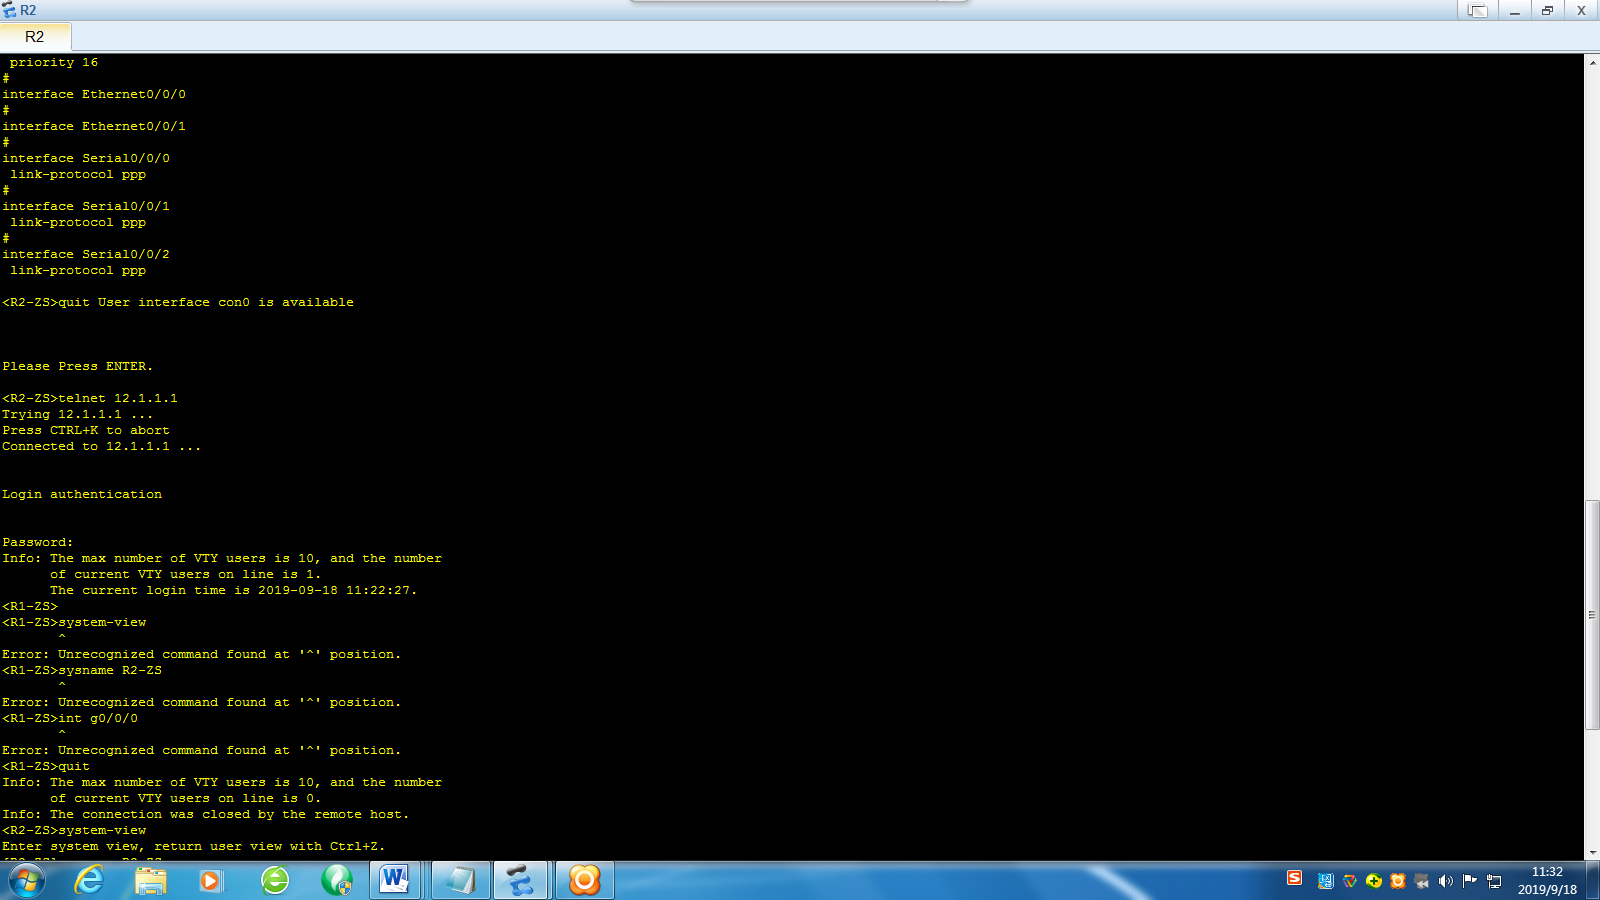 R2
R2
 priority 16
#
interface Ethernet0/0/0
#
interface Ethernet0/0/1
#
interface Serial0/0/0
 link-protocol ppp
#
interface Serial0/0/1
 link-protocol ppp
#
interface Serial0/0/2
 link-protocol ppp
<R2-ZS>quit User interface con0 is available
Please Press ENTER.
<R2-ZS>telnet 12.1.1.1
Trying 12.1.1.1 ...
Press CTRL+K to abort
Connected to 12.1.1.1 ...
Login authentication
Password:
Info: The max number of VTY users is 10, and the number
      of current VTY users on line is 1.
      The current login time is 2019-09-18 11:22:27.
<R1-ZS>
<R1-ZS>system-view
       ^
Error: Unrecognized command found at '^' position.
<R1-ZS>sysname R2-ZS
       ^
Error: Unrecognized command found at '^' position.
<R1-ZS>int g0/0/0
       ^
Error: Unrecognized command found at '^' position.
<R1-ZS>quit
Info: The max number of VTY users is 10, and the number
      of current VTY users on line is 0.
Info: The connection was closed by the remote host.
<R2-ZS>system-view
Enter system view, return user view with Ctrl+Z.
11:32
2019/9/18